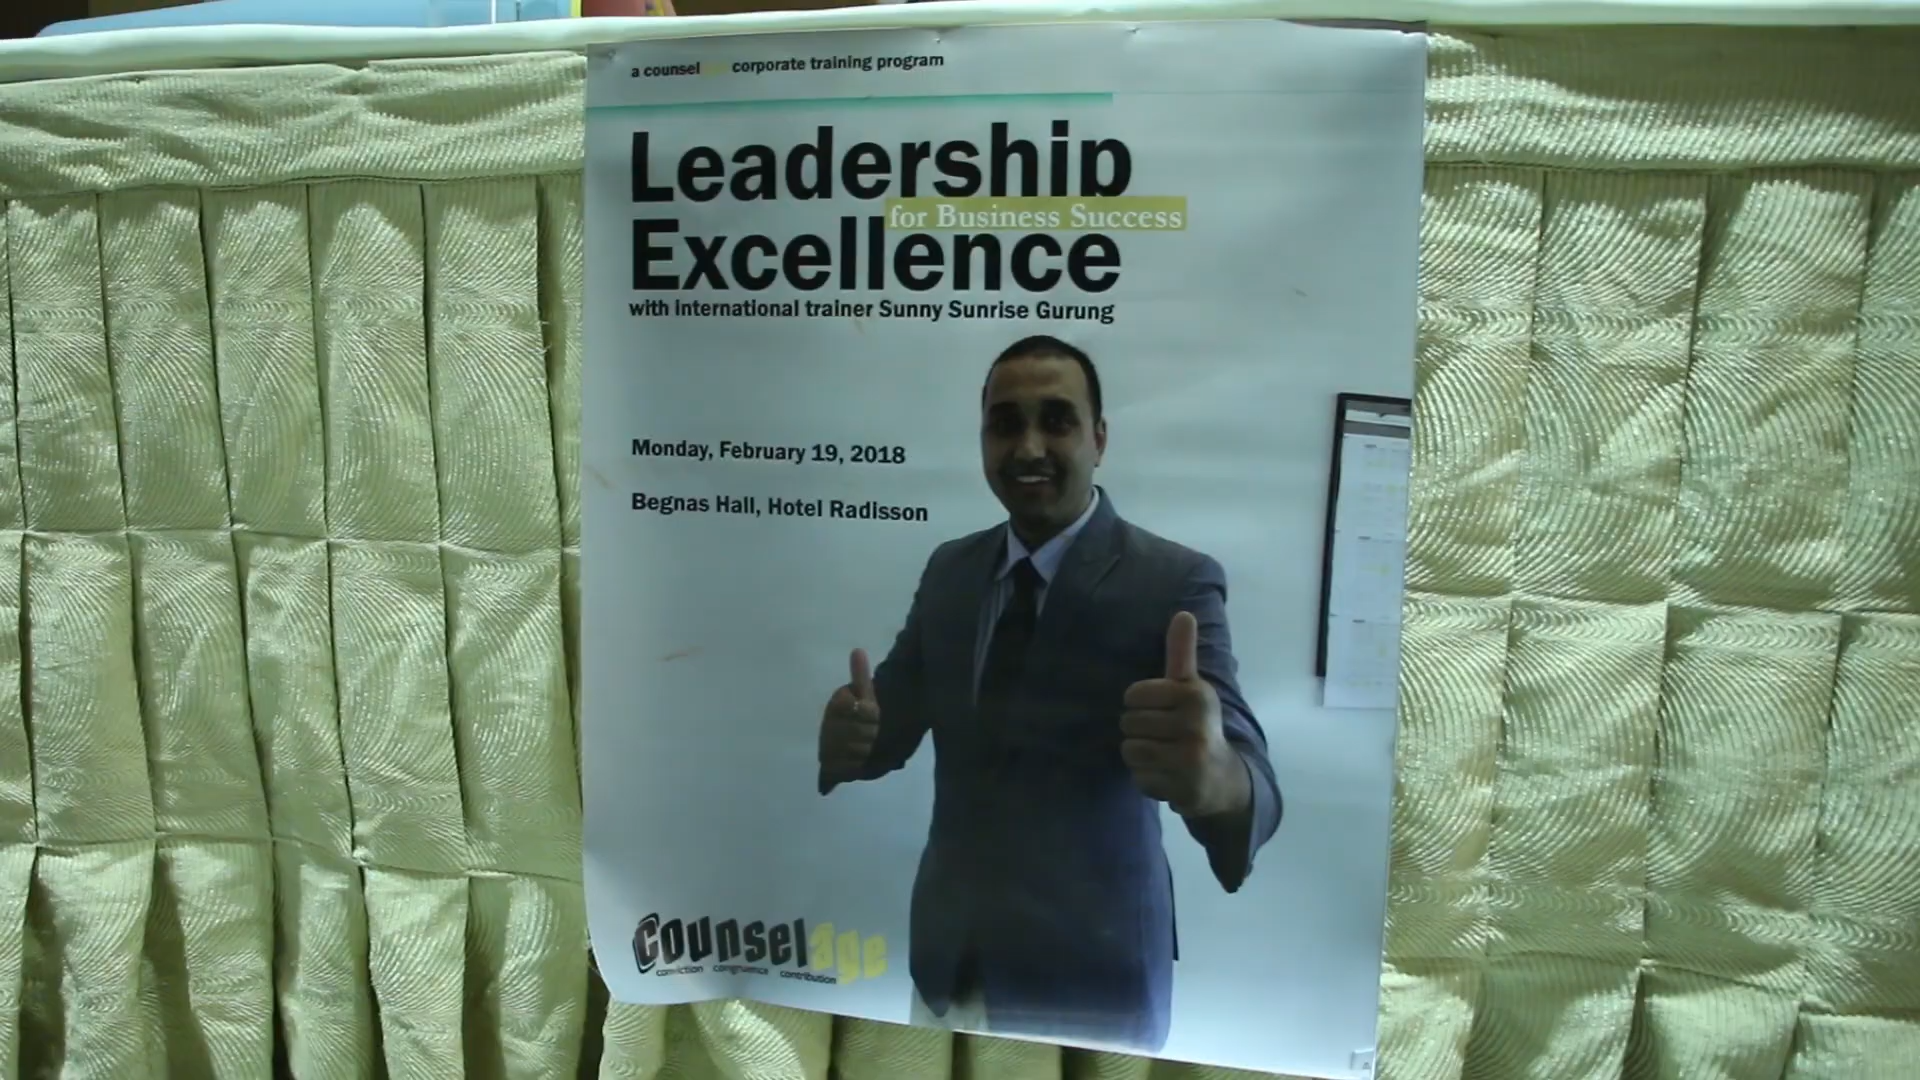 a counselage corporate training program
Leadership
for Business Success
Excellence
with international trainer Sunny Sunrise Gurung
Monday, February 19, 2018
Begnas Hall, Hotel Radisson
counselage
conviction congruence contribution